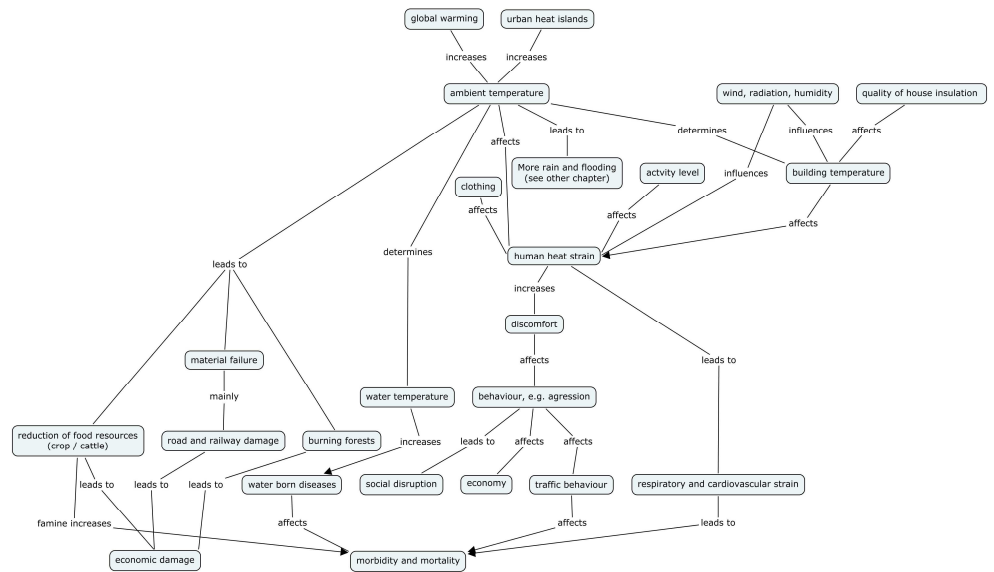 global warming
urban heat islands
increases
increases
ambient temperature
wind, radiation, humidity
quality of house insulation
leads to
determines
influences
affects
affects
More rain and flooding
(see other chapter)
actvity level
influences
building temperature
clothing
affects
affects
affects
determines
human heat strain
leads to
increases
discomfort
material failure
affects
leads to
mainly
water temperature
behaviour, e.g. agression
reduction of food resources
(crop / cattle)
road and railway damage
burning forests
increases
leads to
affects
affects
leads to
leads to
leads to
water born diseases
social disruption
economy
traffic behaviour
respiratory and cardiovascular strain
famine increases
affects
affects
leads to
economic damage
morbidity and mortality